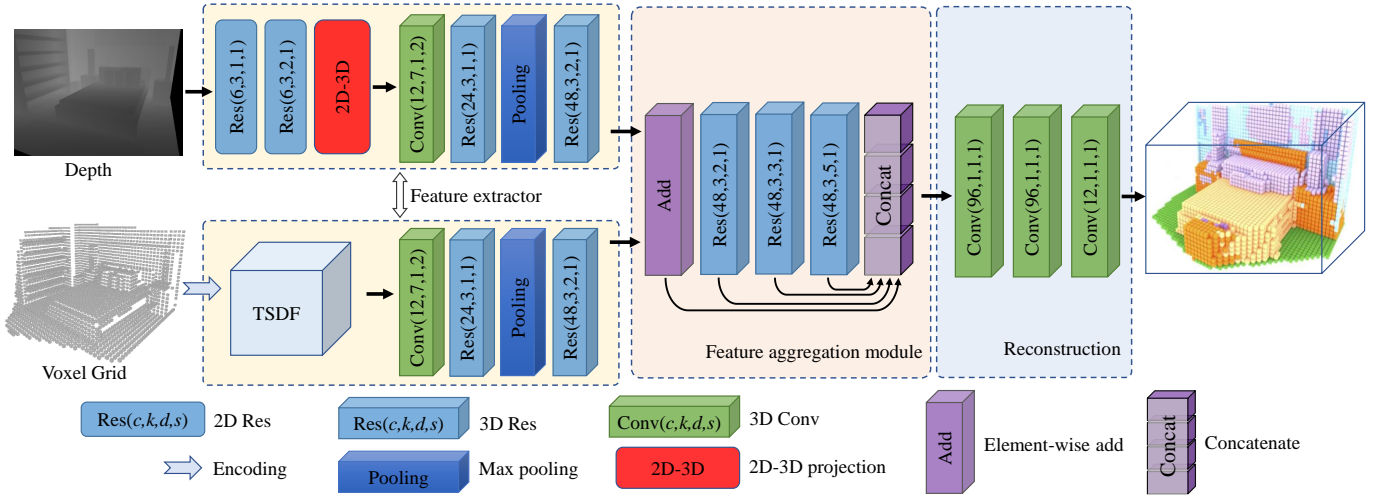 Depth
Res(6,3,1,1)
Res(6,3,2,1)
2D-3D
Conv(12,7,1,2)
Res(24,3,1,1)
Pooling
Res(48,3,2,1)
Feature extractor
Voxel Grid
TSDF
Conv(12,7,1,2)
Res(24,3,1,1)
Pooling
Res(48,3,2,1)
Add
Res(48,3,2,1)
Res(48,3,3,1)
Res(48,3,5,1)
Concat
Feature aggregation module
Conv(96,1,1,1)
Conv(96,1,1,1)
Conv(12,1,1,1)
Reconstruction
Res(c,k,d,s)
2D Res
Res(c,k,d,s)
3D Res
Conv(c,k,d,s)
3D Conv
Add
Element-wise add
Concat
Concatenate
Encoding
Pooling
Max pooling
2D-3D
2D-3D projection